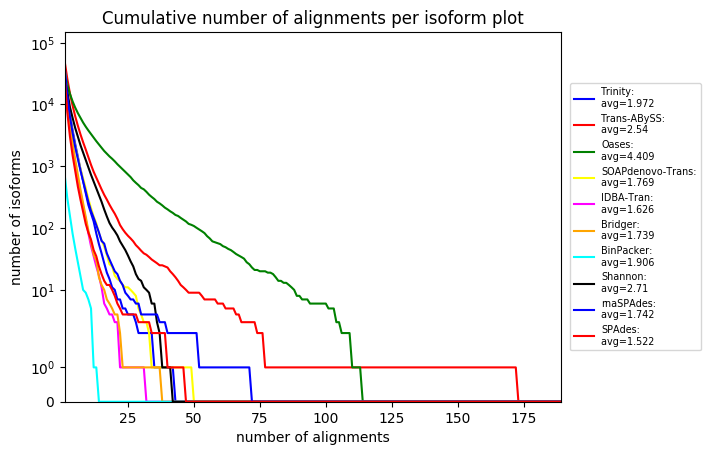 Cumulative number of alignments per isoform plot
number of isoforms
10^5
10^4
10^3
10^2
10^1
10^0
0
25
50
75
100
125
150
175
number of alignments
Trinity:
avg=1.972
Trans-ABySS:
avg=2.54
Oases:
avg=4.409
SOAPdenovo-Trans:
avg=1.769
IDBA-Tran:
avg=1.626
Bridger:
avg=1.739
BinPacker:
avg=1.906
Shannon:
avg=2.71
rnaSPAdes:
avg=1.742
SPAdes:
avg=1.522